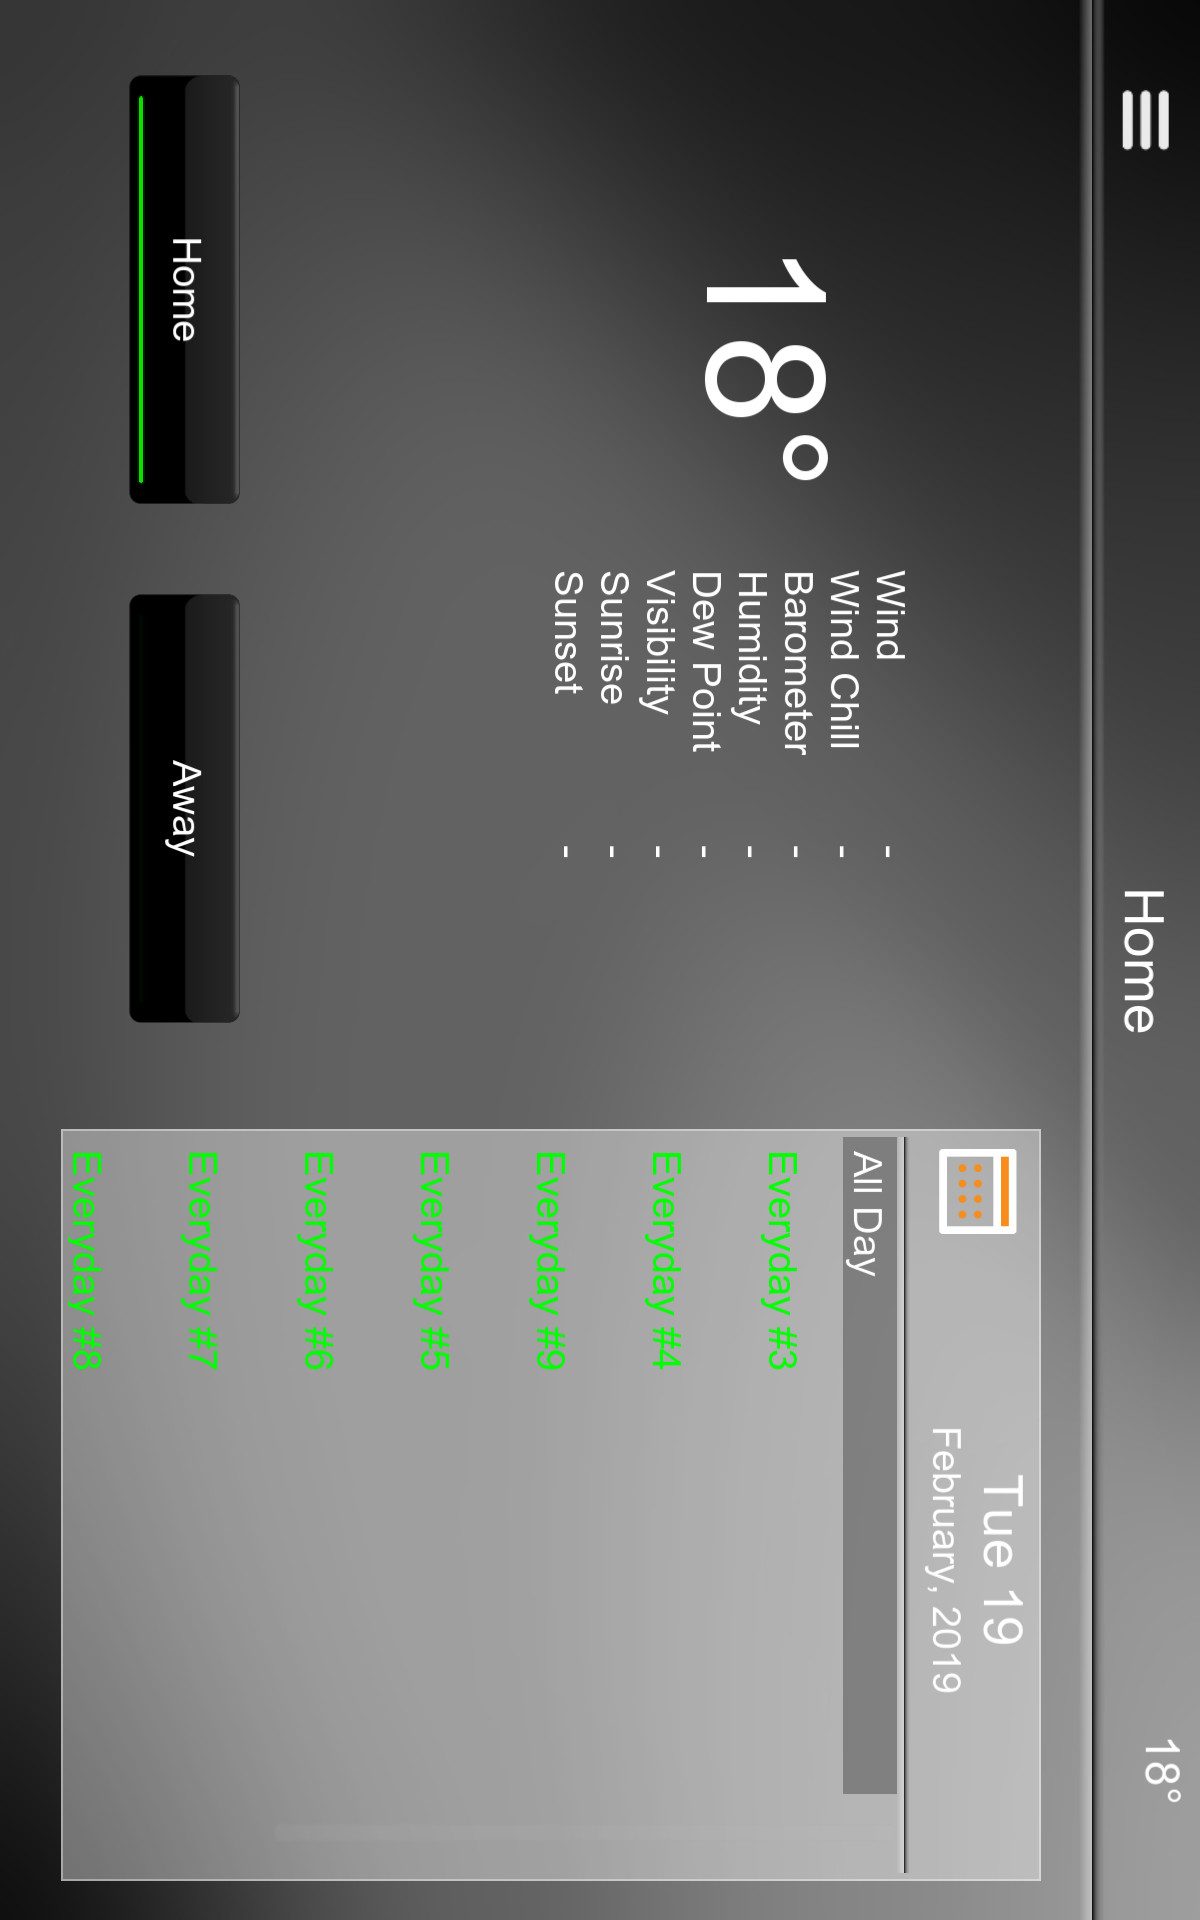 Home
18°
18°
Wind -
Wind Chill -
Barometer -
Humidity -
Dew Point -
Visibility -
Sunrise -
Sunset -
Home
Away
Tue 19
February, 2019
All Day
Everyday #3
Everyday #4
Everyday #9
Everyday #5
Everyday #6
Everyday #7
Everyday #8